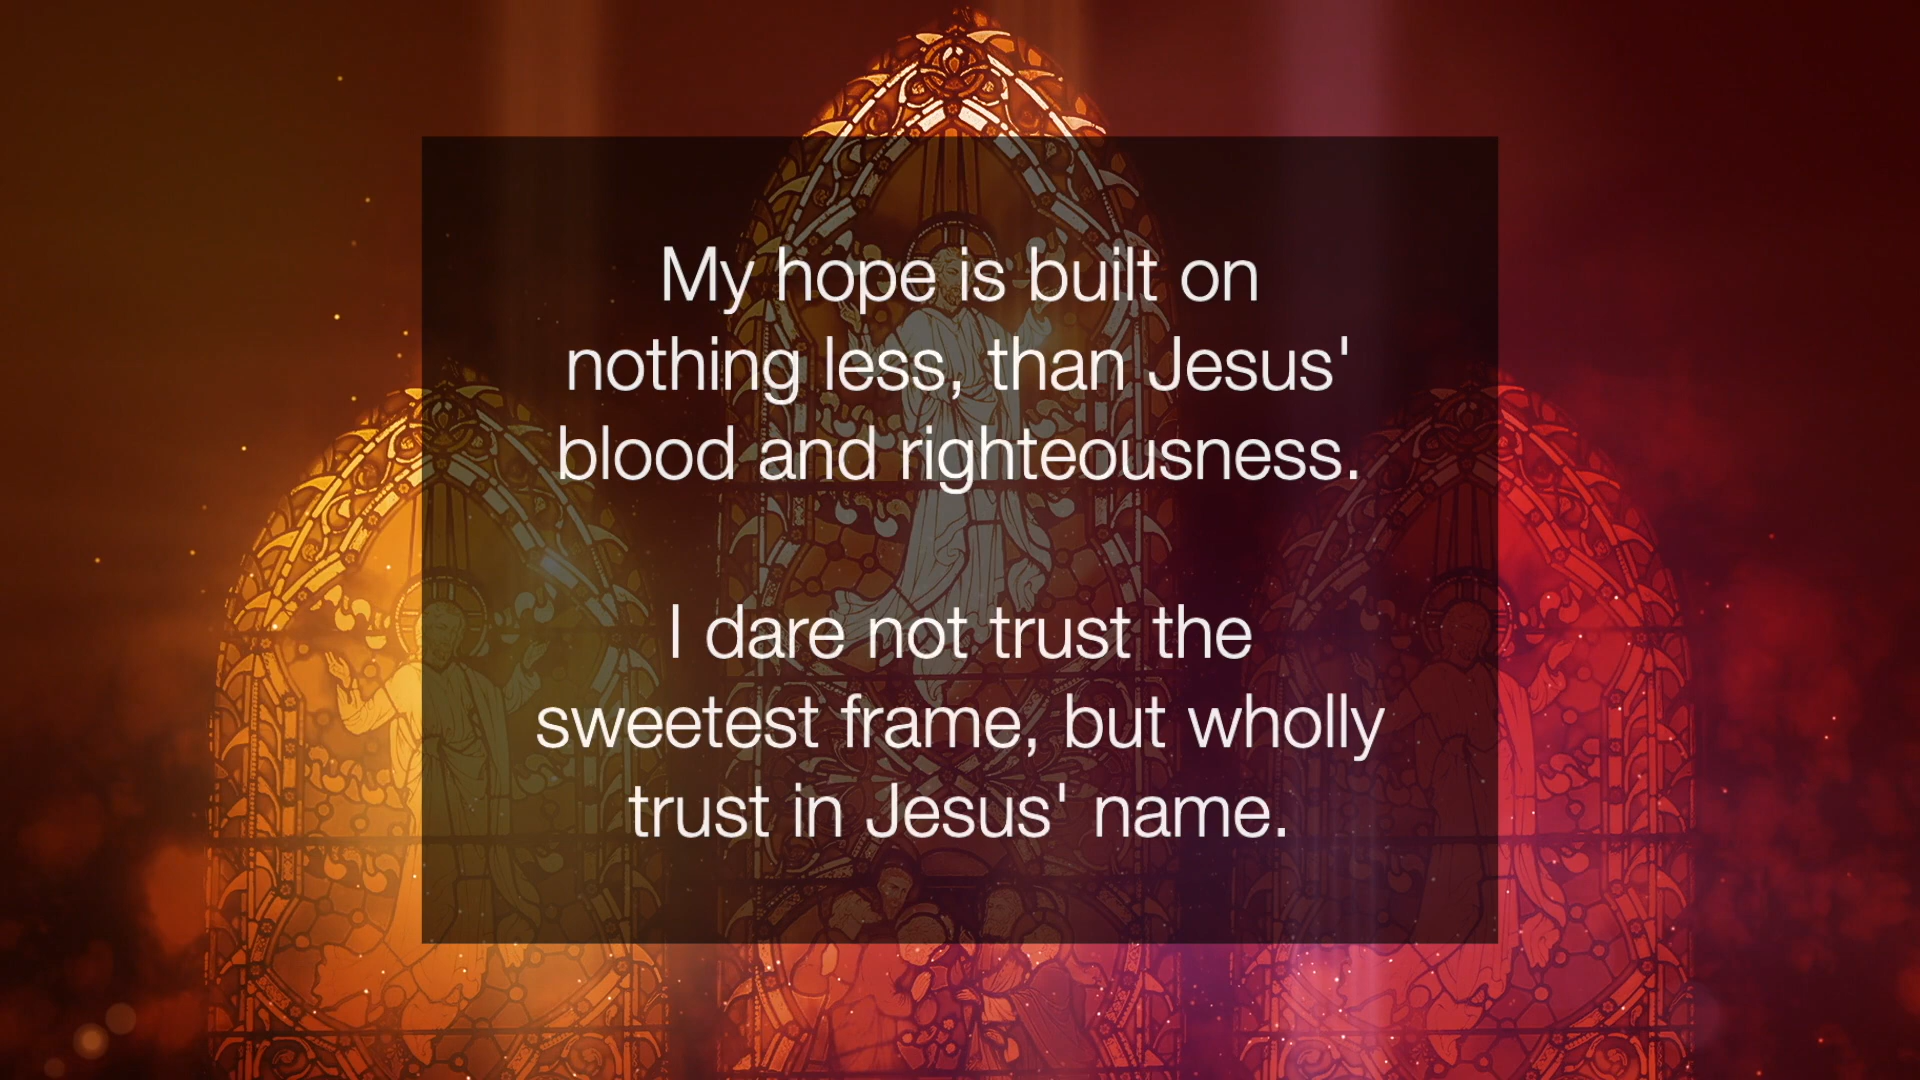 My hope is built on
nothing less, than Jesus'
blood and righteousness.
I dare not trust the
sweetest frame, but wholly
trust in Jesus' name.